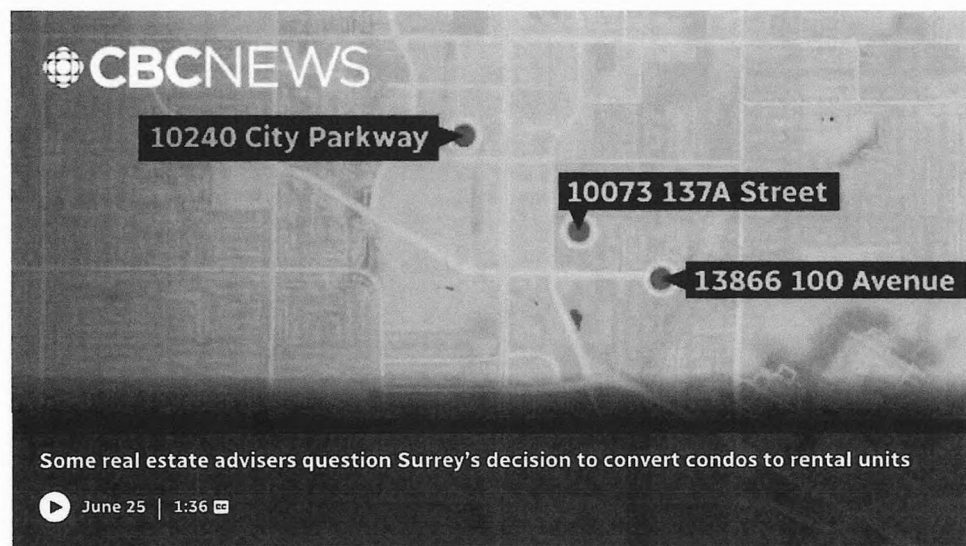 CBCNEWS
10240 City Parkway
10073 137A Street
13866 100 Avenue
Some real estate advisers question Surrey's decision to convert condos to rental units
June 25 | 1:36 CC